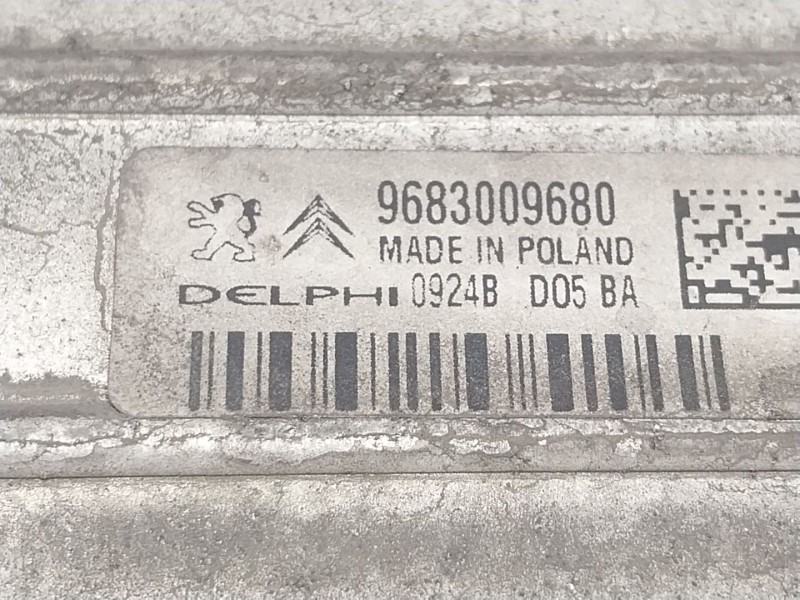 9683009680
MADE IN POLAND
DELPHI 0924B D05 BA